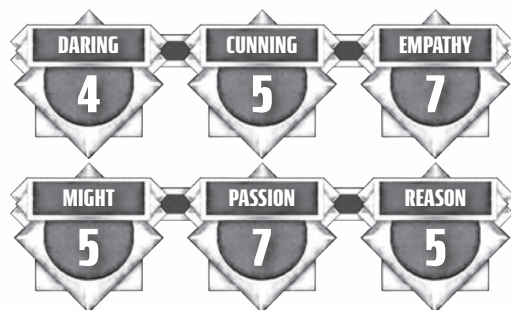 DARING CUNNING EMPATHY
4 5 7
MIGHT PASSION REASON
5 7 5